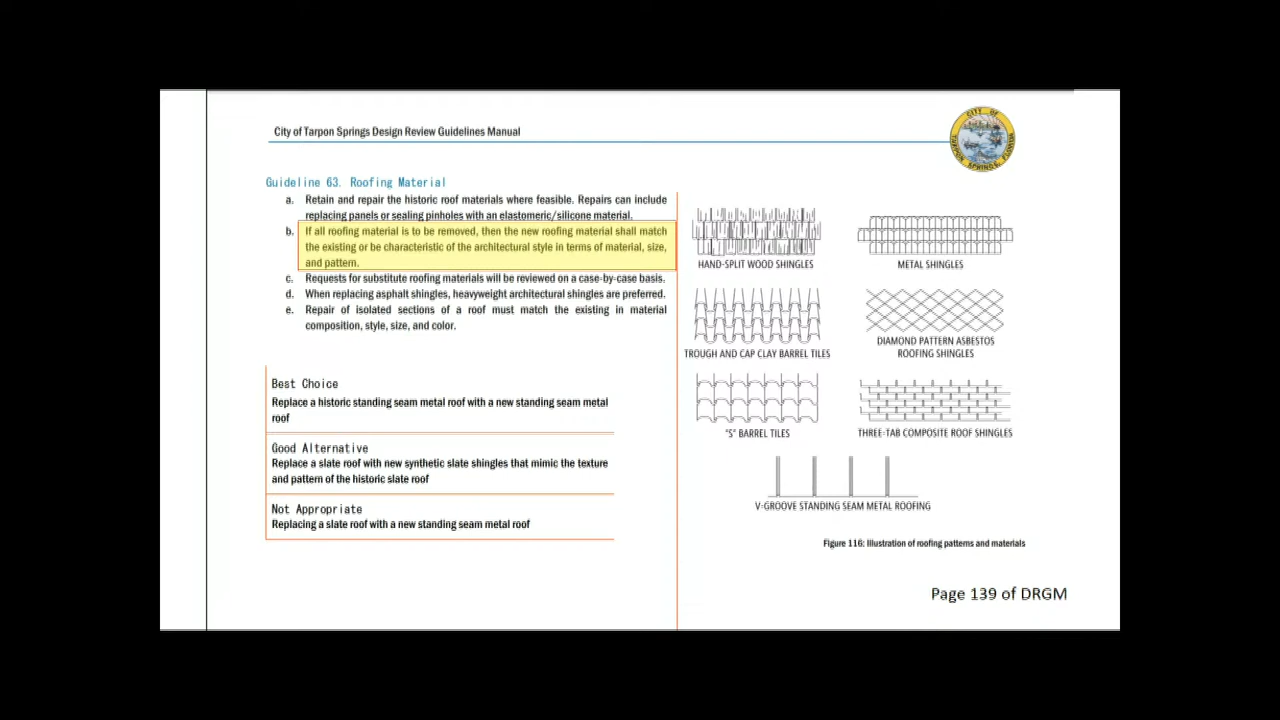 City of Tarpon Springs Design Review Guidelines Manual
CITY OF
TARPON SPRINGS, FLORIDA
Guideline 63. Roofing Material
a. Retain and repair the historic roof materials where feasible. Repairs can include
replacing panels or sealing pinholes with an elastomeric/silicone material.
b. If all roofing material is to be removed, then the new roofing material shall match
the existing or be characteristic of the architectural style in terms of material, size,
and pattern.
c. Requests for substitute roofing materials will be reviewed on a case-by-case basis.
d. When replacing asphalt shingles, heavyweight architectural shingles are preferred.
e. Repair of isolated sections of a roof must match the existing in material
composition, style, size, and color.
Best Choice
Replace a historic standing seam metal roof with a new standing seam metal
roof
Good Alternative
Replace a slate roof with new synthetic slate shingles that mimic the texture
and pattern of the historic slate roof
Not Appropriate
Replacing a slate roof with a new standing seam metal roof
HAND-SPLIT WOOD SHINGLES
METAL SHINGLES
TROUGH AND CAP CLAY BARREL TILES
DIAMOND PATTERN ASBESTOS
ROOFING SHINGLES
"S" BARREL TILES
THREE-TAB COMPOSITE ROOF SHINGLES
V-GROOVE STANDING SEAM METAL ROOFING
Figure 116: Illustration of roofing patterns and materials
Page 139 of DRGM